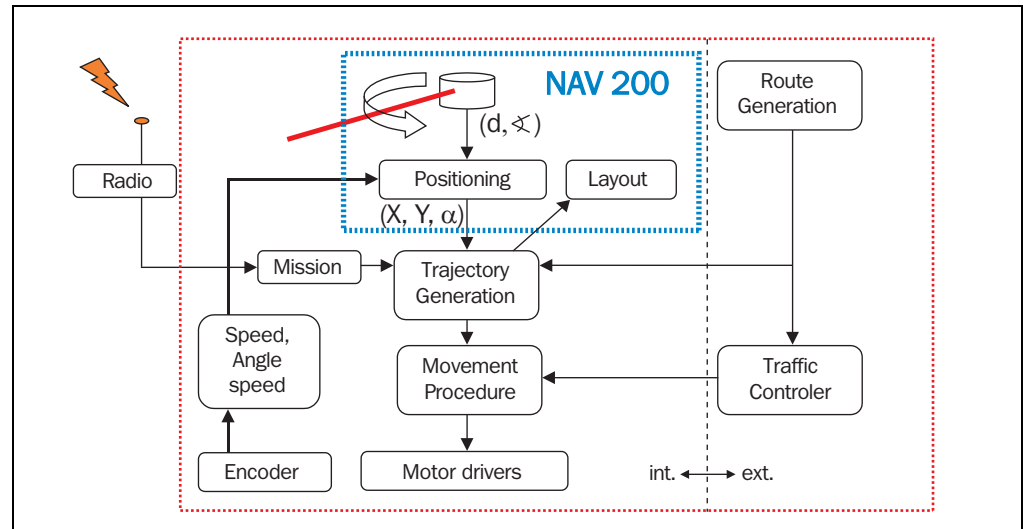 NAV 200
Route
Generation
(d, ∢)
Radio
Positioning
Layout
(X, Y, α)
Mission
Trajectory
Generation
Speed,
Angle
speed
Movement
Procedure
Traffic
Controler
Encoder
Motor drivers
int.
ext.